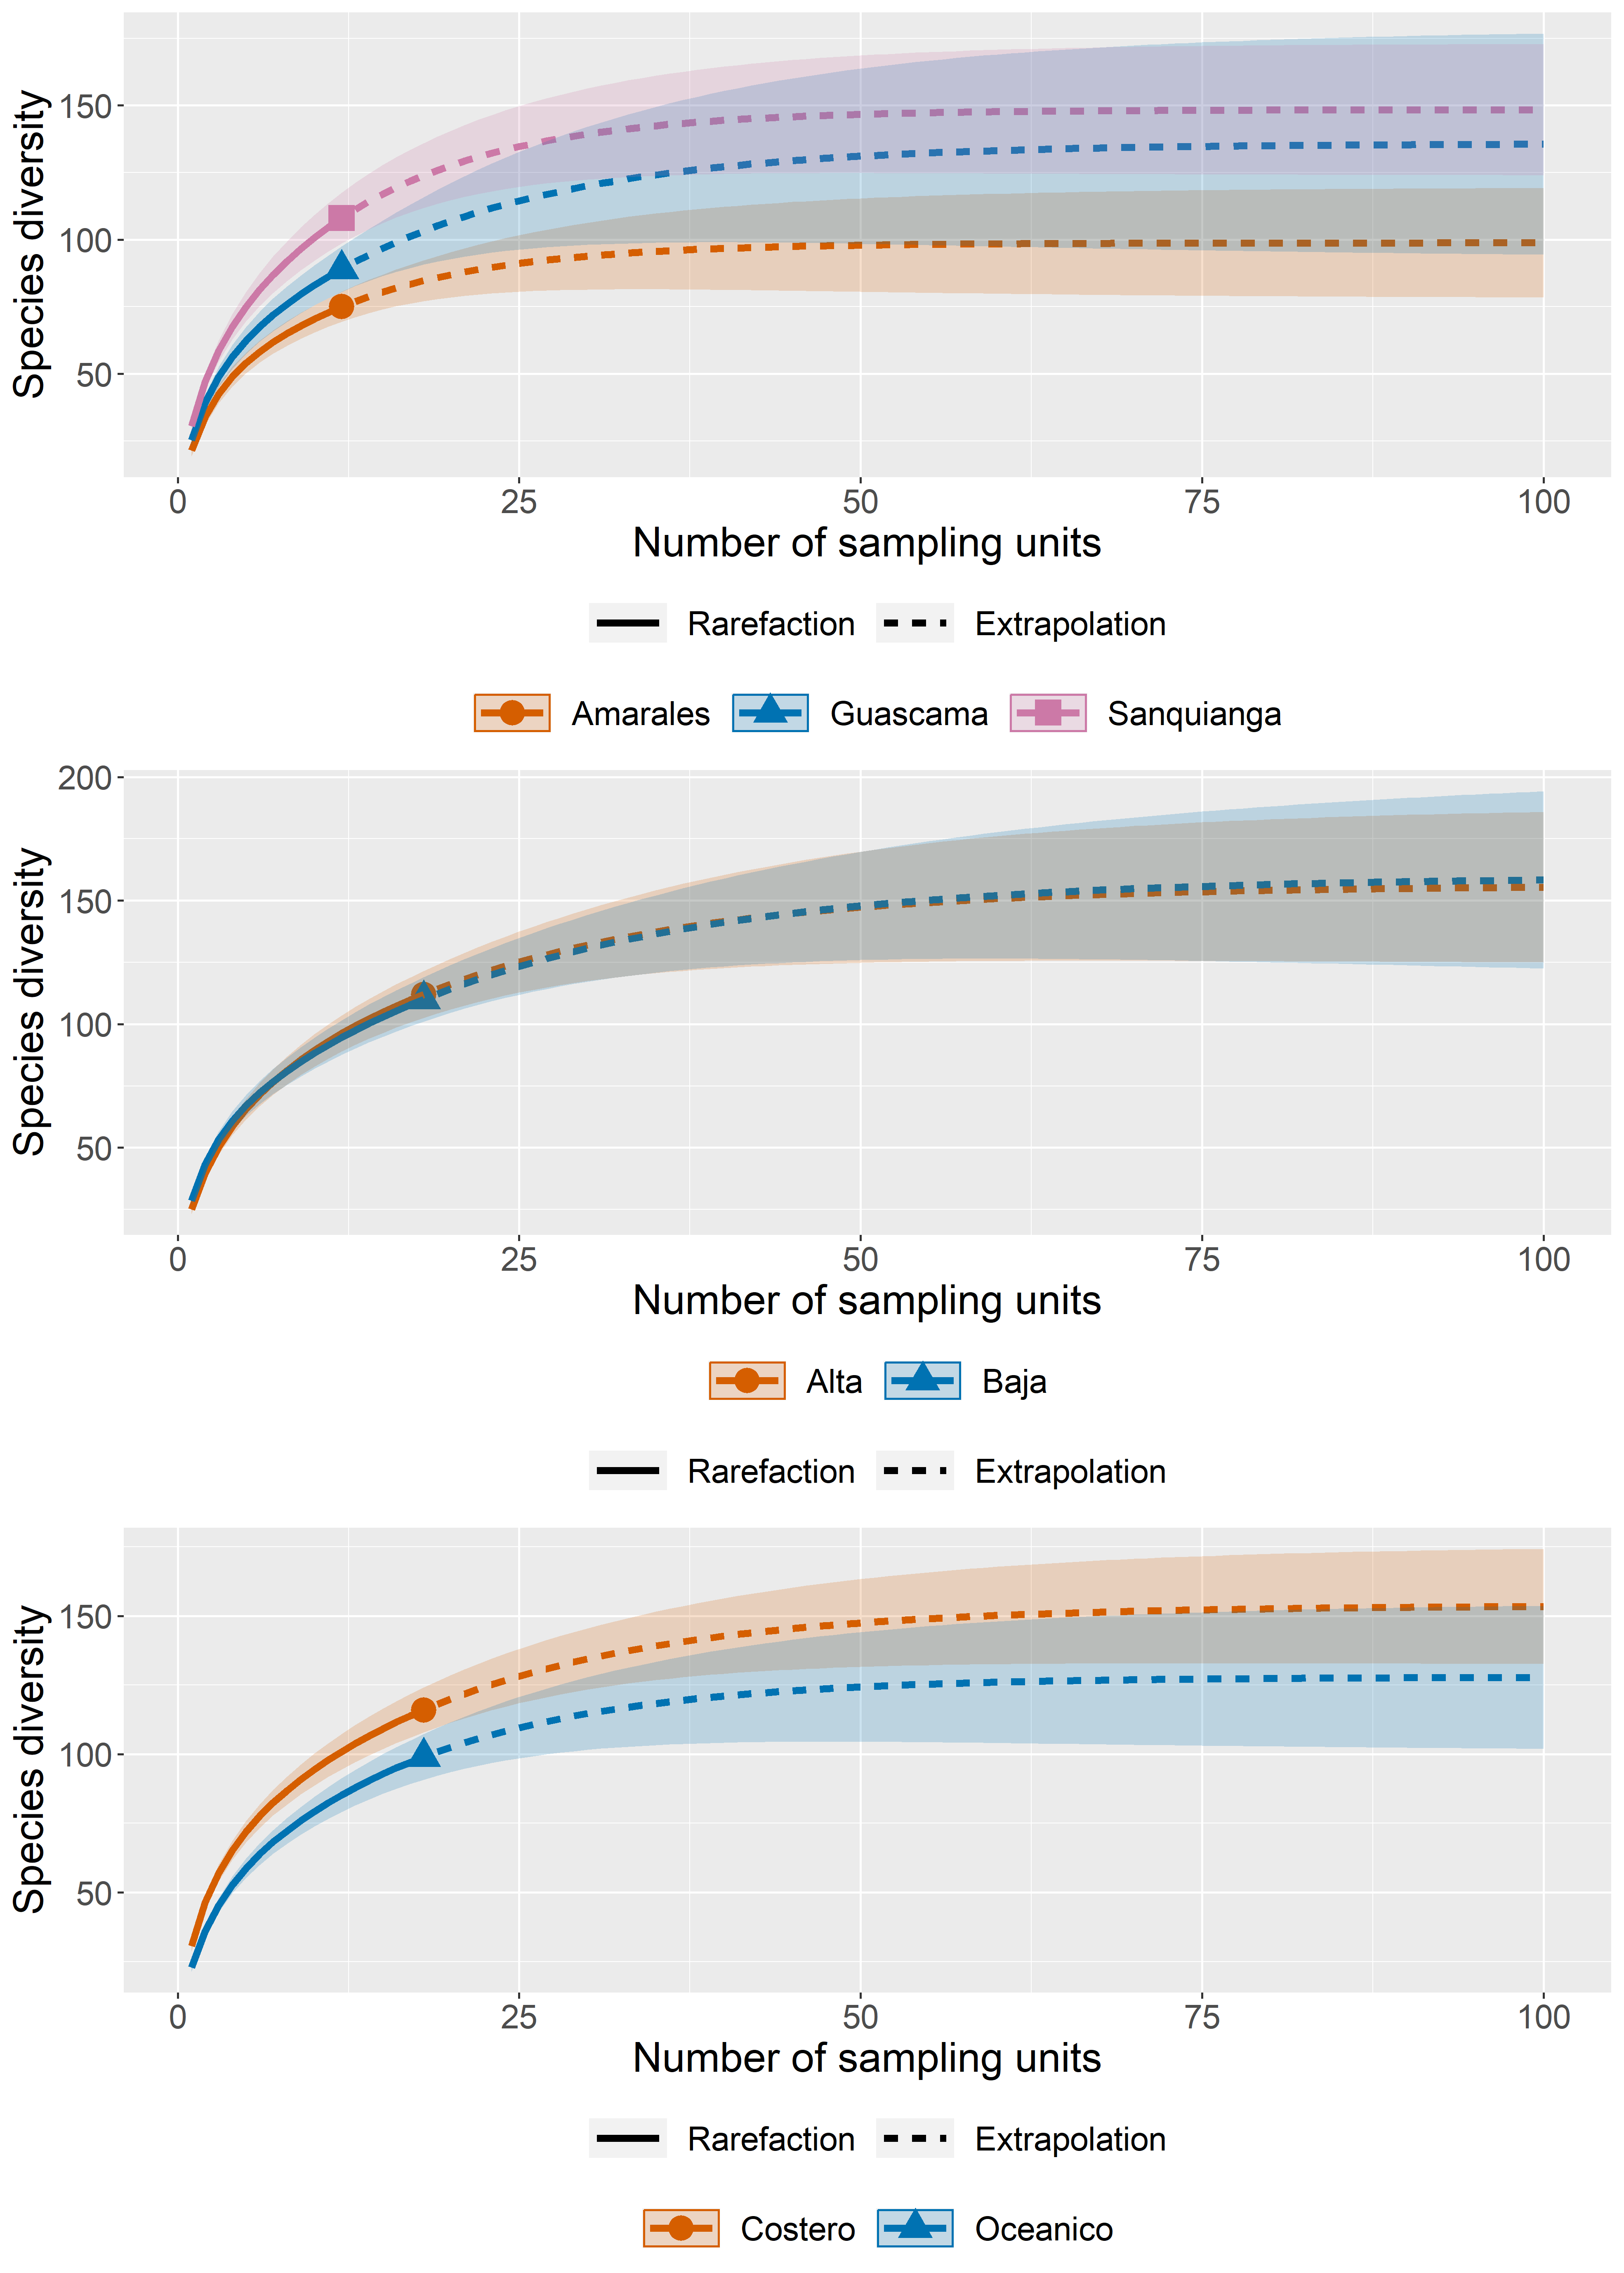 Species diversity
150
100
50
0 25 50 75 100
Number of sampling units
Rarefaction Extrapolation
Amarales Guascama Sanquianga
Species diversity
200
150
100
50
0 25 50 75 100
Number of sampling units
Alta Baja
Rarefaction Extrapolation
Species diversity
150
100
50
0 25 50 75 100
Number of sampling units
Rarefaction Extrapolation
Costero Oceanico